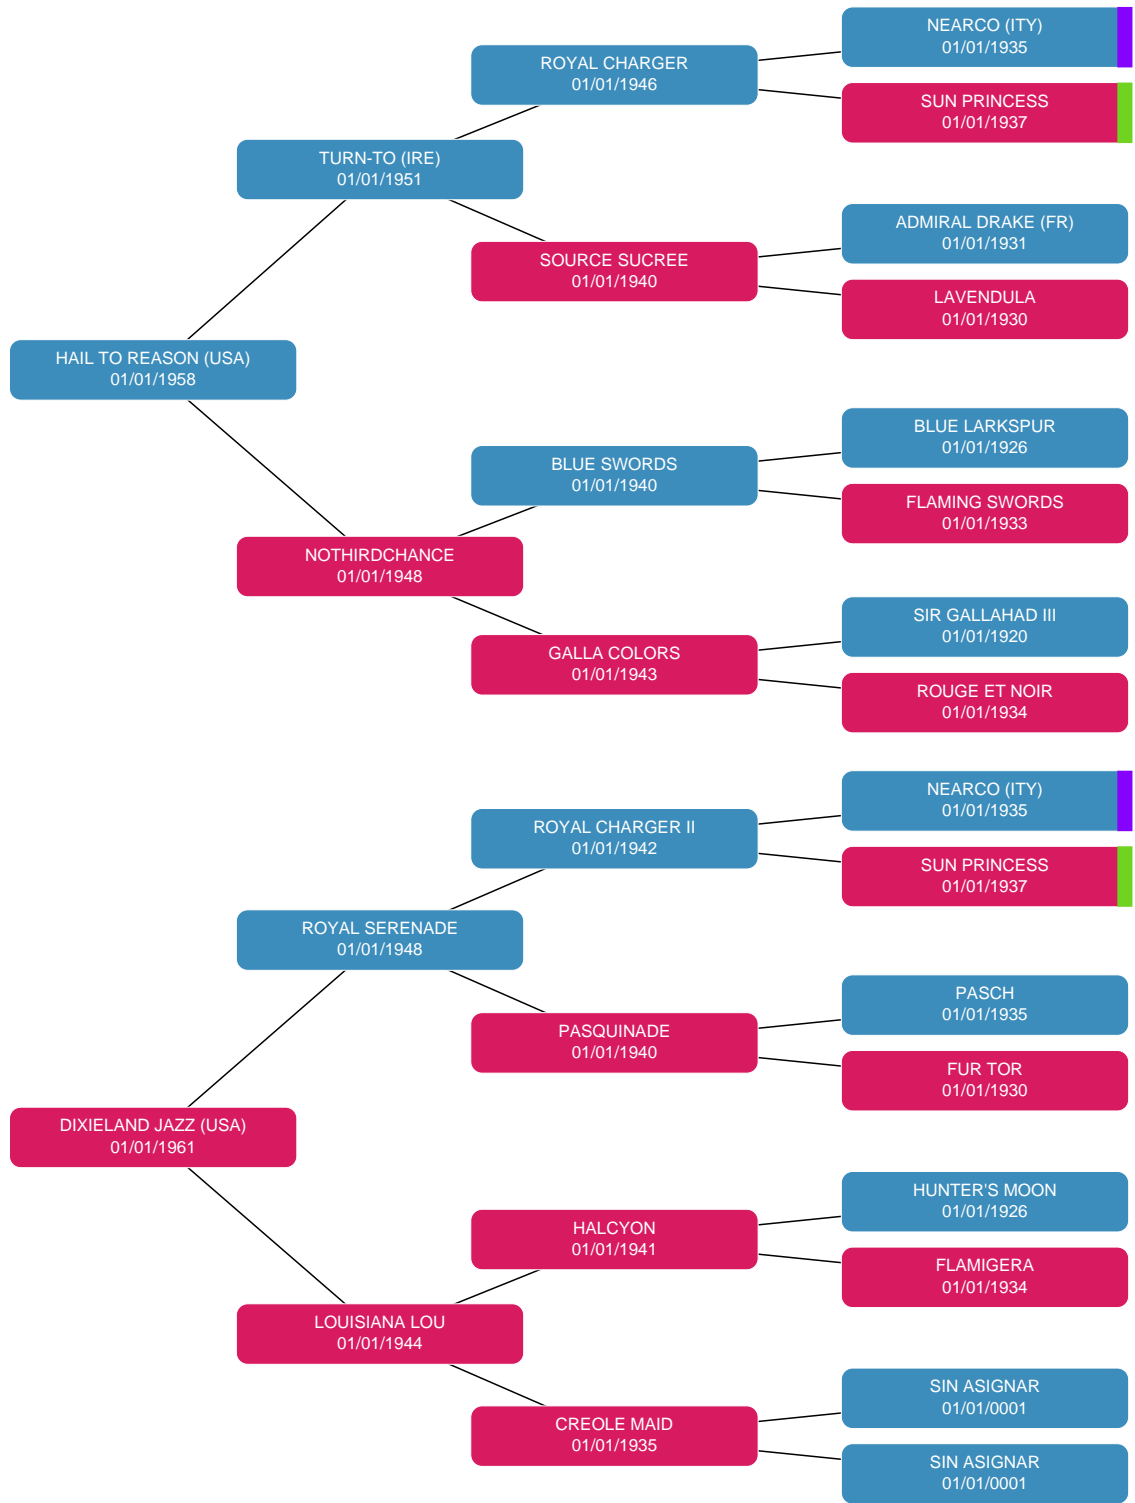 NEARCO (ITY)
01/01/1935
ROYAL CHARGER
01/01/1946
SUN PRINCESS
01/01/1937
TURN-TO (IRE)
01/01/1951
ADMIRAL DRAKE (FR)
01/01/1931
SOURCE SUCREE
01/01/1940
LAVENDULA
01/01/1930
HAIL TO REASON (USA)
01/01/1958
BLUE LARKSPUR
01/01/1926
BLUE SWORDS
01/01/1940
FLAMING SWORDS
01/01/1933
NOTHIRDCHANCE
01/01/1948
SIR GALLAHAD III
01/01/1920
GALLA COLORS
01/01/1943
ROUGE ET NOIR
01/01/1934
NEARCO (ITY)
01/01/1935
ROYAL CHARGER II
01/01/1942
SUN PRINCESS
01/01/1937
ROYAL SERENADE
01/01/1948
PASCH
01/01/1935
PASQUINADE
01/01/1940
FUR TOR
01/01/1930
DIXIELAND JAZZ (USA)
01/01/1961
HUNTER'S MOON
01/01/1926
HALCYON
01/01/1941
FLAMIGERA
01/01/1934
LOUISIANA LOU
01/01/1944
SIN ASIGNAR
01/01/0001
CREOLE MAID
01/01/1935
SIN ASIGNAR
01/01/0001